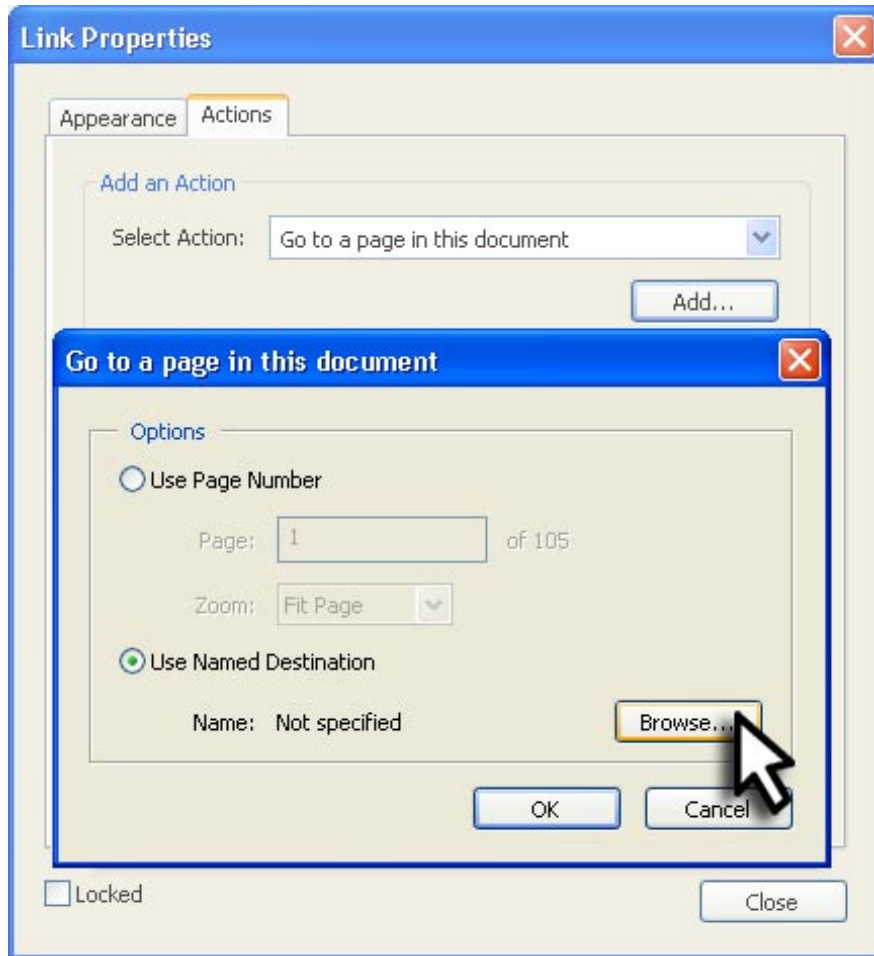 Link Properties
Appearance Actions
Add an Action
Select Action: Go to a page in this document
Add...
Go to a page in this document
Options
Use Page Number
Page: 1 of 105
Zoom: Fit Page
Use Named Destination
Name: Not specified Browse...
OK Cancel
Locked Close